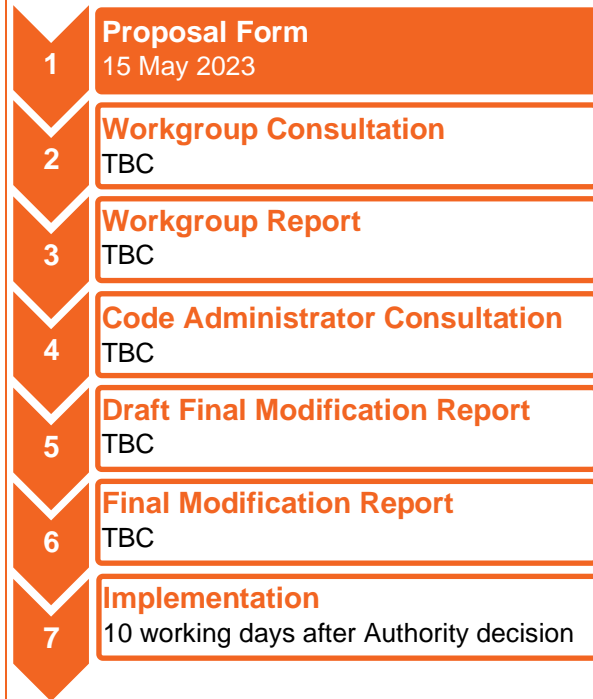 1
Proposal Form
15 May 2023
2
Workgroup Consultation
TBC
3
Workgroup Report
TBC
4
Code Administrator Consultation
TBC
5
Draft Final Modification Report
TBC
6
Final Modification Report
TBC
7
Implementation
10 working days after Authority decision